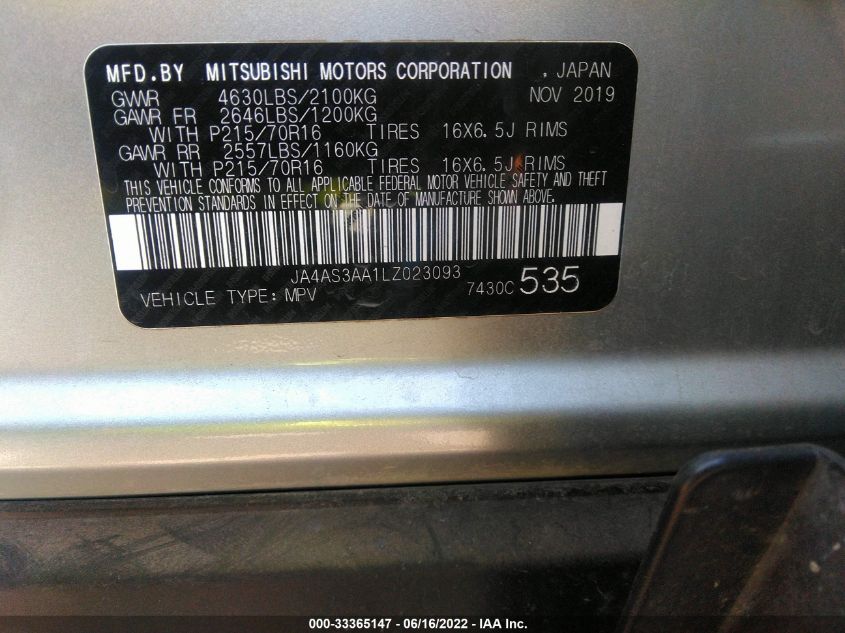 MFD.BY MITSUBISHI MOTORS CORPORATION , JAPAN
GVWR 4630LBS/2100KG NOV 2019
GAWR FR 2646LBS/1200KG
WITH P215/70R16 TIRES 16X6.5J RIMS
GAWR RR 2557LBS/1160KG
WITH P215/70R16 TIRES 16X6.5J RIMS
THIS VEHICLE CONFORMS TO ALL APPLICABLE FEDERAL MOTOR VEHICLE SAFETY AND THEFT
PREVENTION STANDARDS IN EFFECT ON THE DATE OF MANUFACTURE SHOWN ABOVE.
JA4AS3AA1LZ023093
VEHICLE TYPE: MPV 7430C 535
000-33365147 - 06/16/2022 - IAA Inc.